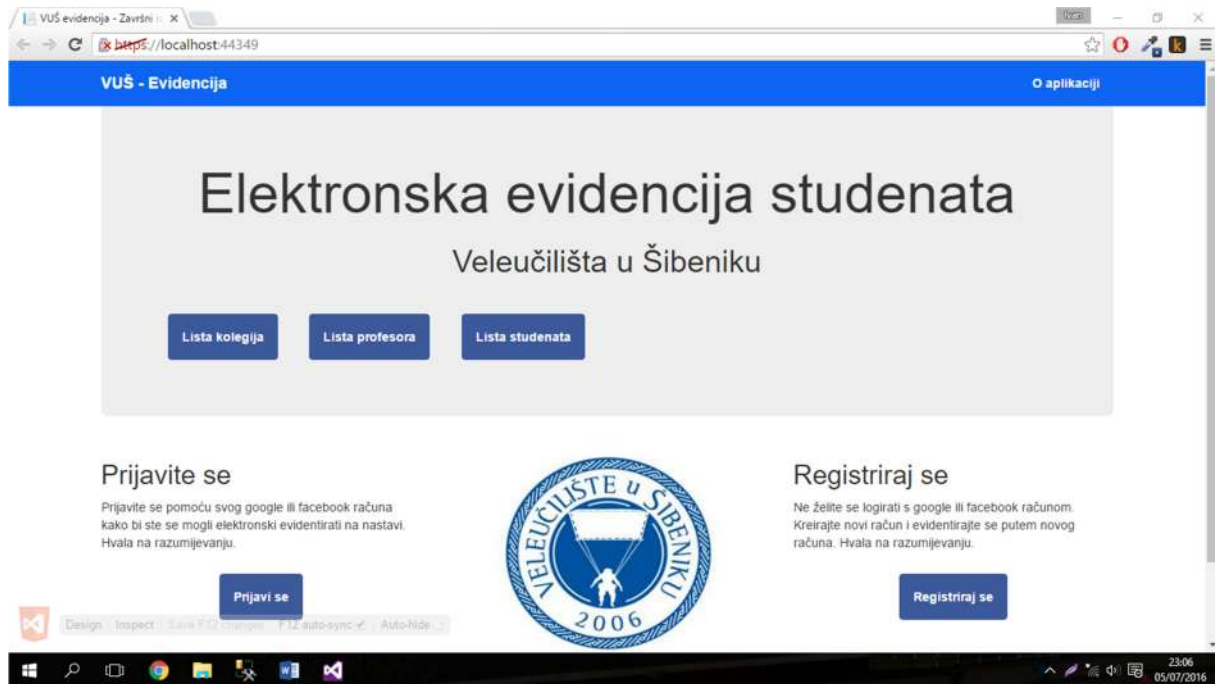 VUŠ evidencija - Završni r
Ivan
https://localhost:44349
VUŠ - Evidencija
O aplikaciji
Elektronska evidencija studenata
Veleučilišta u Šibeniku
Lista kolegija
Lista profesora
Lista studenata
Prijavite se
Prijavite se pomoću svog google ili facebook računa
kako bi ste se mogli elektronski evidentirati na nastavi.
Hvala na razumijevanju.
Prijavi se
VELEUČILIŠTE U ŠIBENIKU
2006
Registriraj se
Ne želite se logirati s google ili facebook računom.
Kreirajte novi račun i evidentirajte se putem novog
računa. Hvala na razumijevanju.
Registriraj se
Design Inspect Save F12 changes F12 auto-sync Auto-hide
23:06
05/07/2016